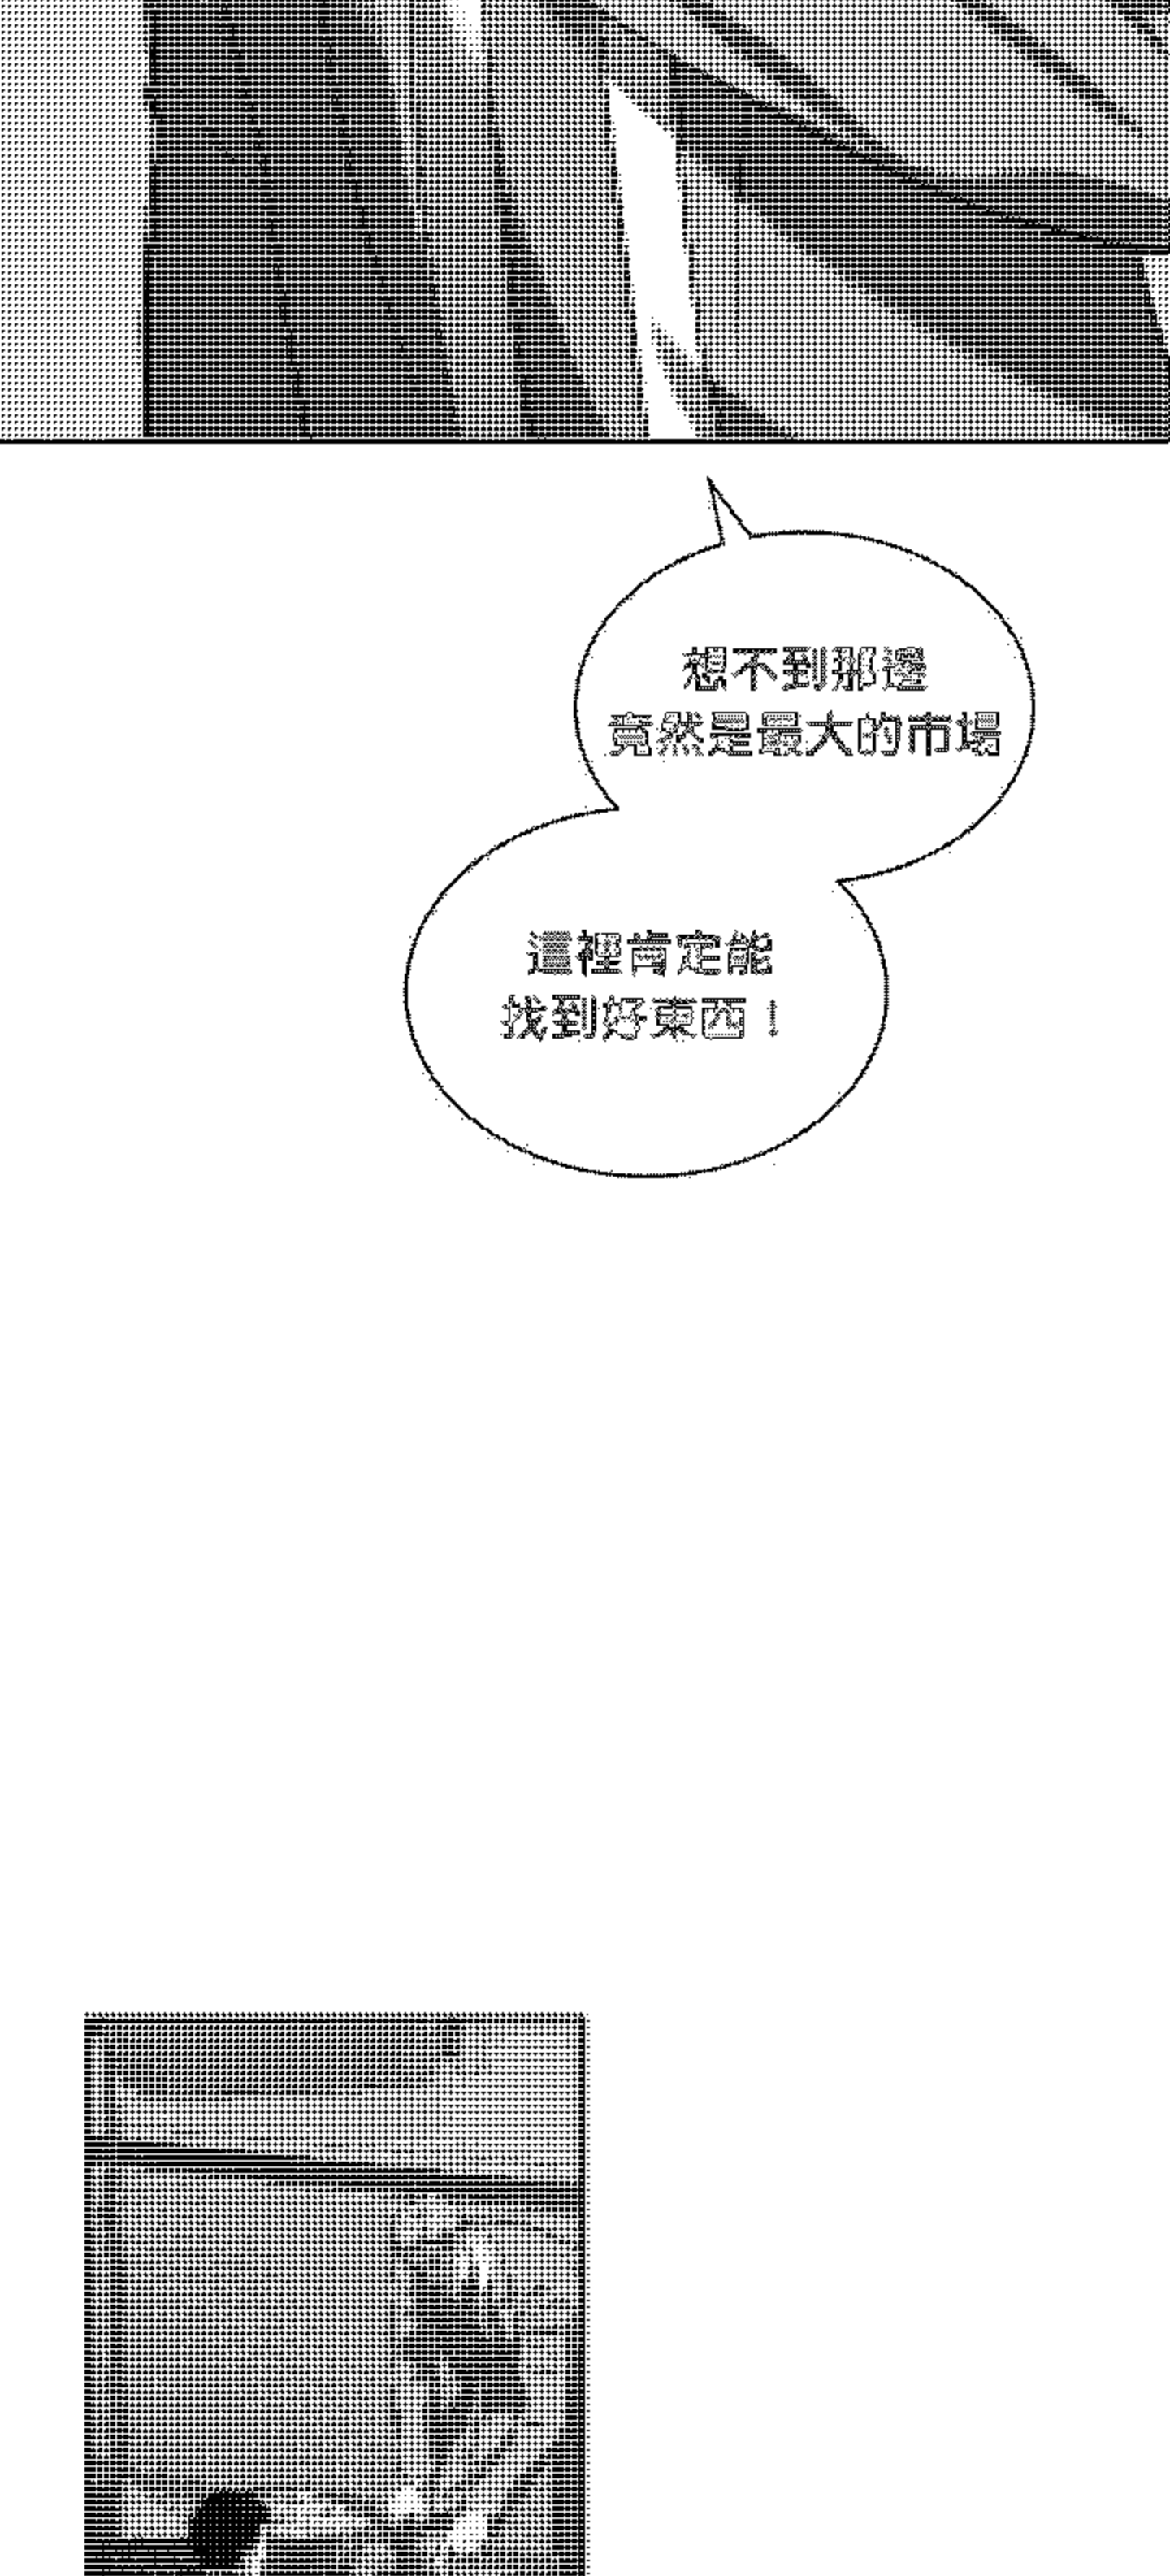 想不到那邊
竟然是最大的市場
這裡肯定能
找到好東西！